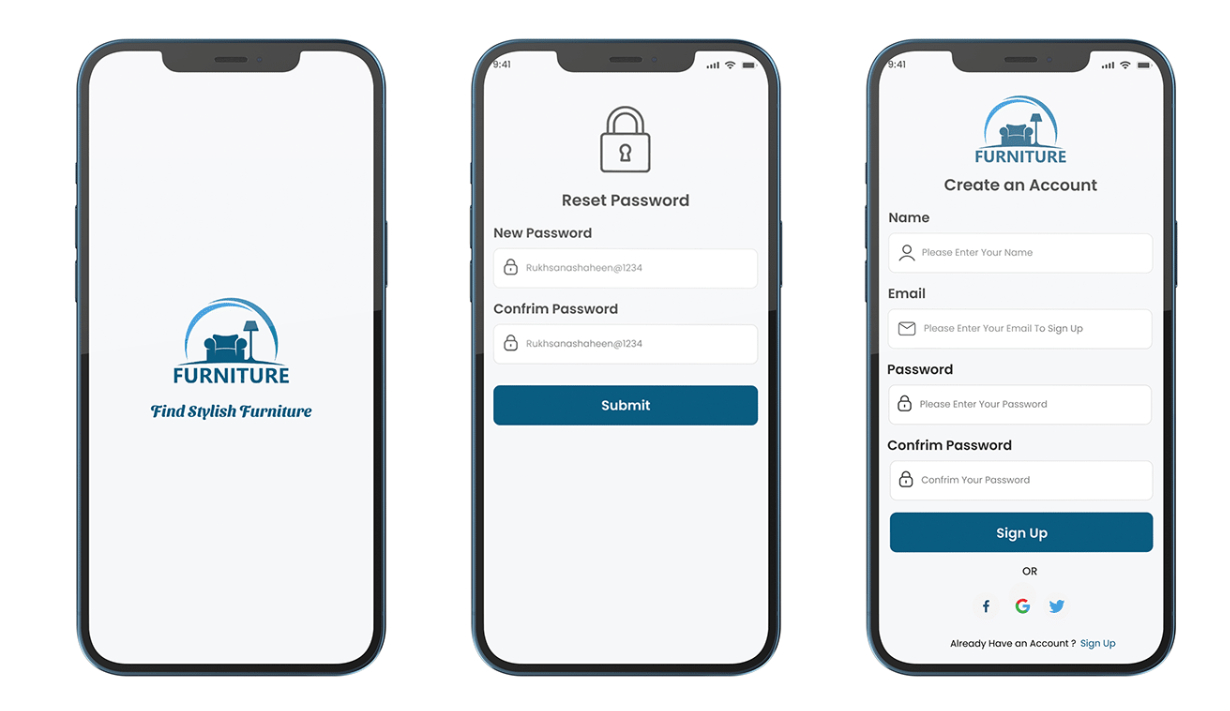 FURNITURE
Find Stylish Furniture
9:41
Reset Password
New Password
Rukhsanashaheen@1234
Confrim Password
Rukhsanashaheen@1234
Submit
9:41
FURNITURE
Create an Account
Name
Please Enter Your Name
Email
Please Enter Your Email To Sign Up
Password
Please Enter Your Password
Confrim Password
Confrim Your Password
Sign Up
OR
Already Have an Account ? Sign Up